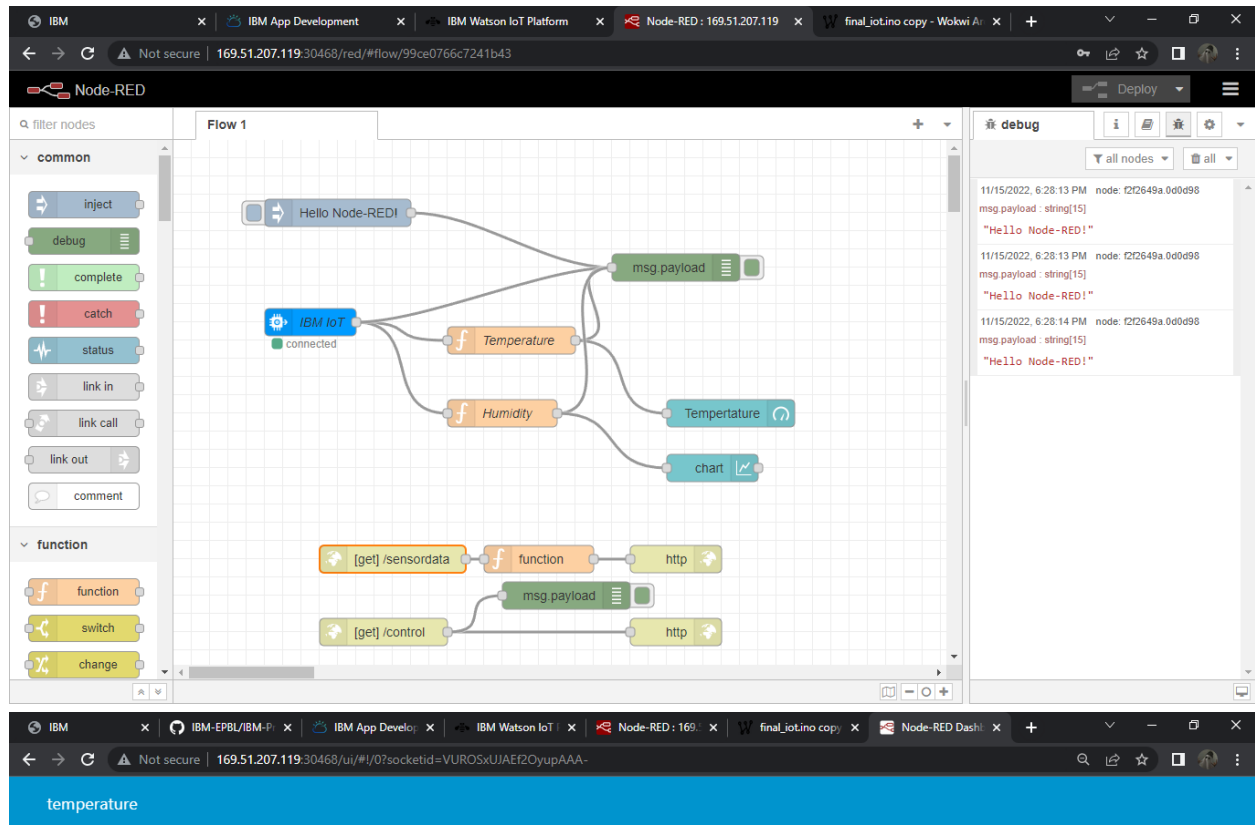 IBM
IBM App Development
IBM Watson IoT Platform
Node-RED : 169.51.207.119
final_iot.ino copy - Wokwi Ar
Not secure
169.51.207.119:30468/red/#flow/99ce0766c7241b43
Node-RED
Deploy
filter nodes
Flow 1
debug
i
common
all nodes
all
inject
debug
complete
catch
status
link in
link call
link out
comment
function
function
switch
change
Hello Node-RED!
msg.payload
IBM IoT
connected
Temperature
Humidity
Tempertature
chart
[get] /sensordata
function
http
msg.payload
[get] /control
http
11/15/2022, 6:28:13 PM node: f2f2649a.0d0d98
msg.payload : string[15]
"Hello Node-RED!"
11/15/2022, 6:28:13 PM node: f2f2649a.0d0d98
msg.payload : string[15]
"Hello Node-RED!"
11/15/2022, 6:28:14 PM node: f2f2649a.0d0d98
msg.payload : string[15]
"Hello Node-RED!"
IBM
IBM-EPBL/IBM-Pr
IBM App Develop
IBM Watson IoT
Node-RED : 169.
final_iot.ino copy
Node-RED Dash
Not secure
169.51.207.119:30468/ui/#!/0?socketid=VUROSxUJAEf2OyupAAA-
temperature